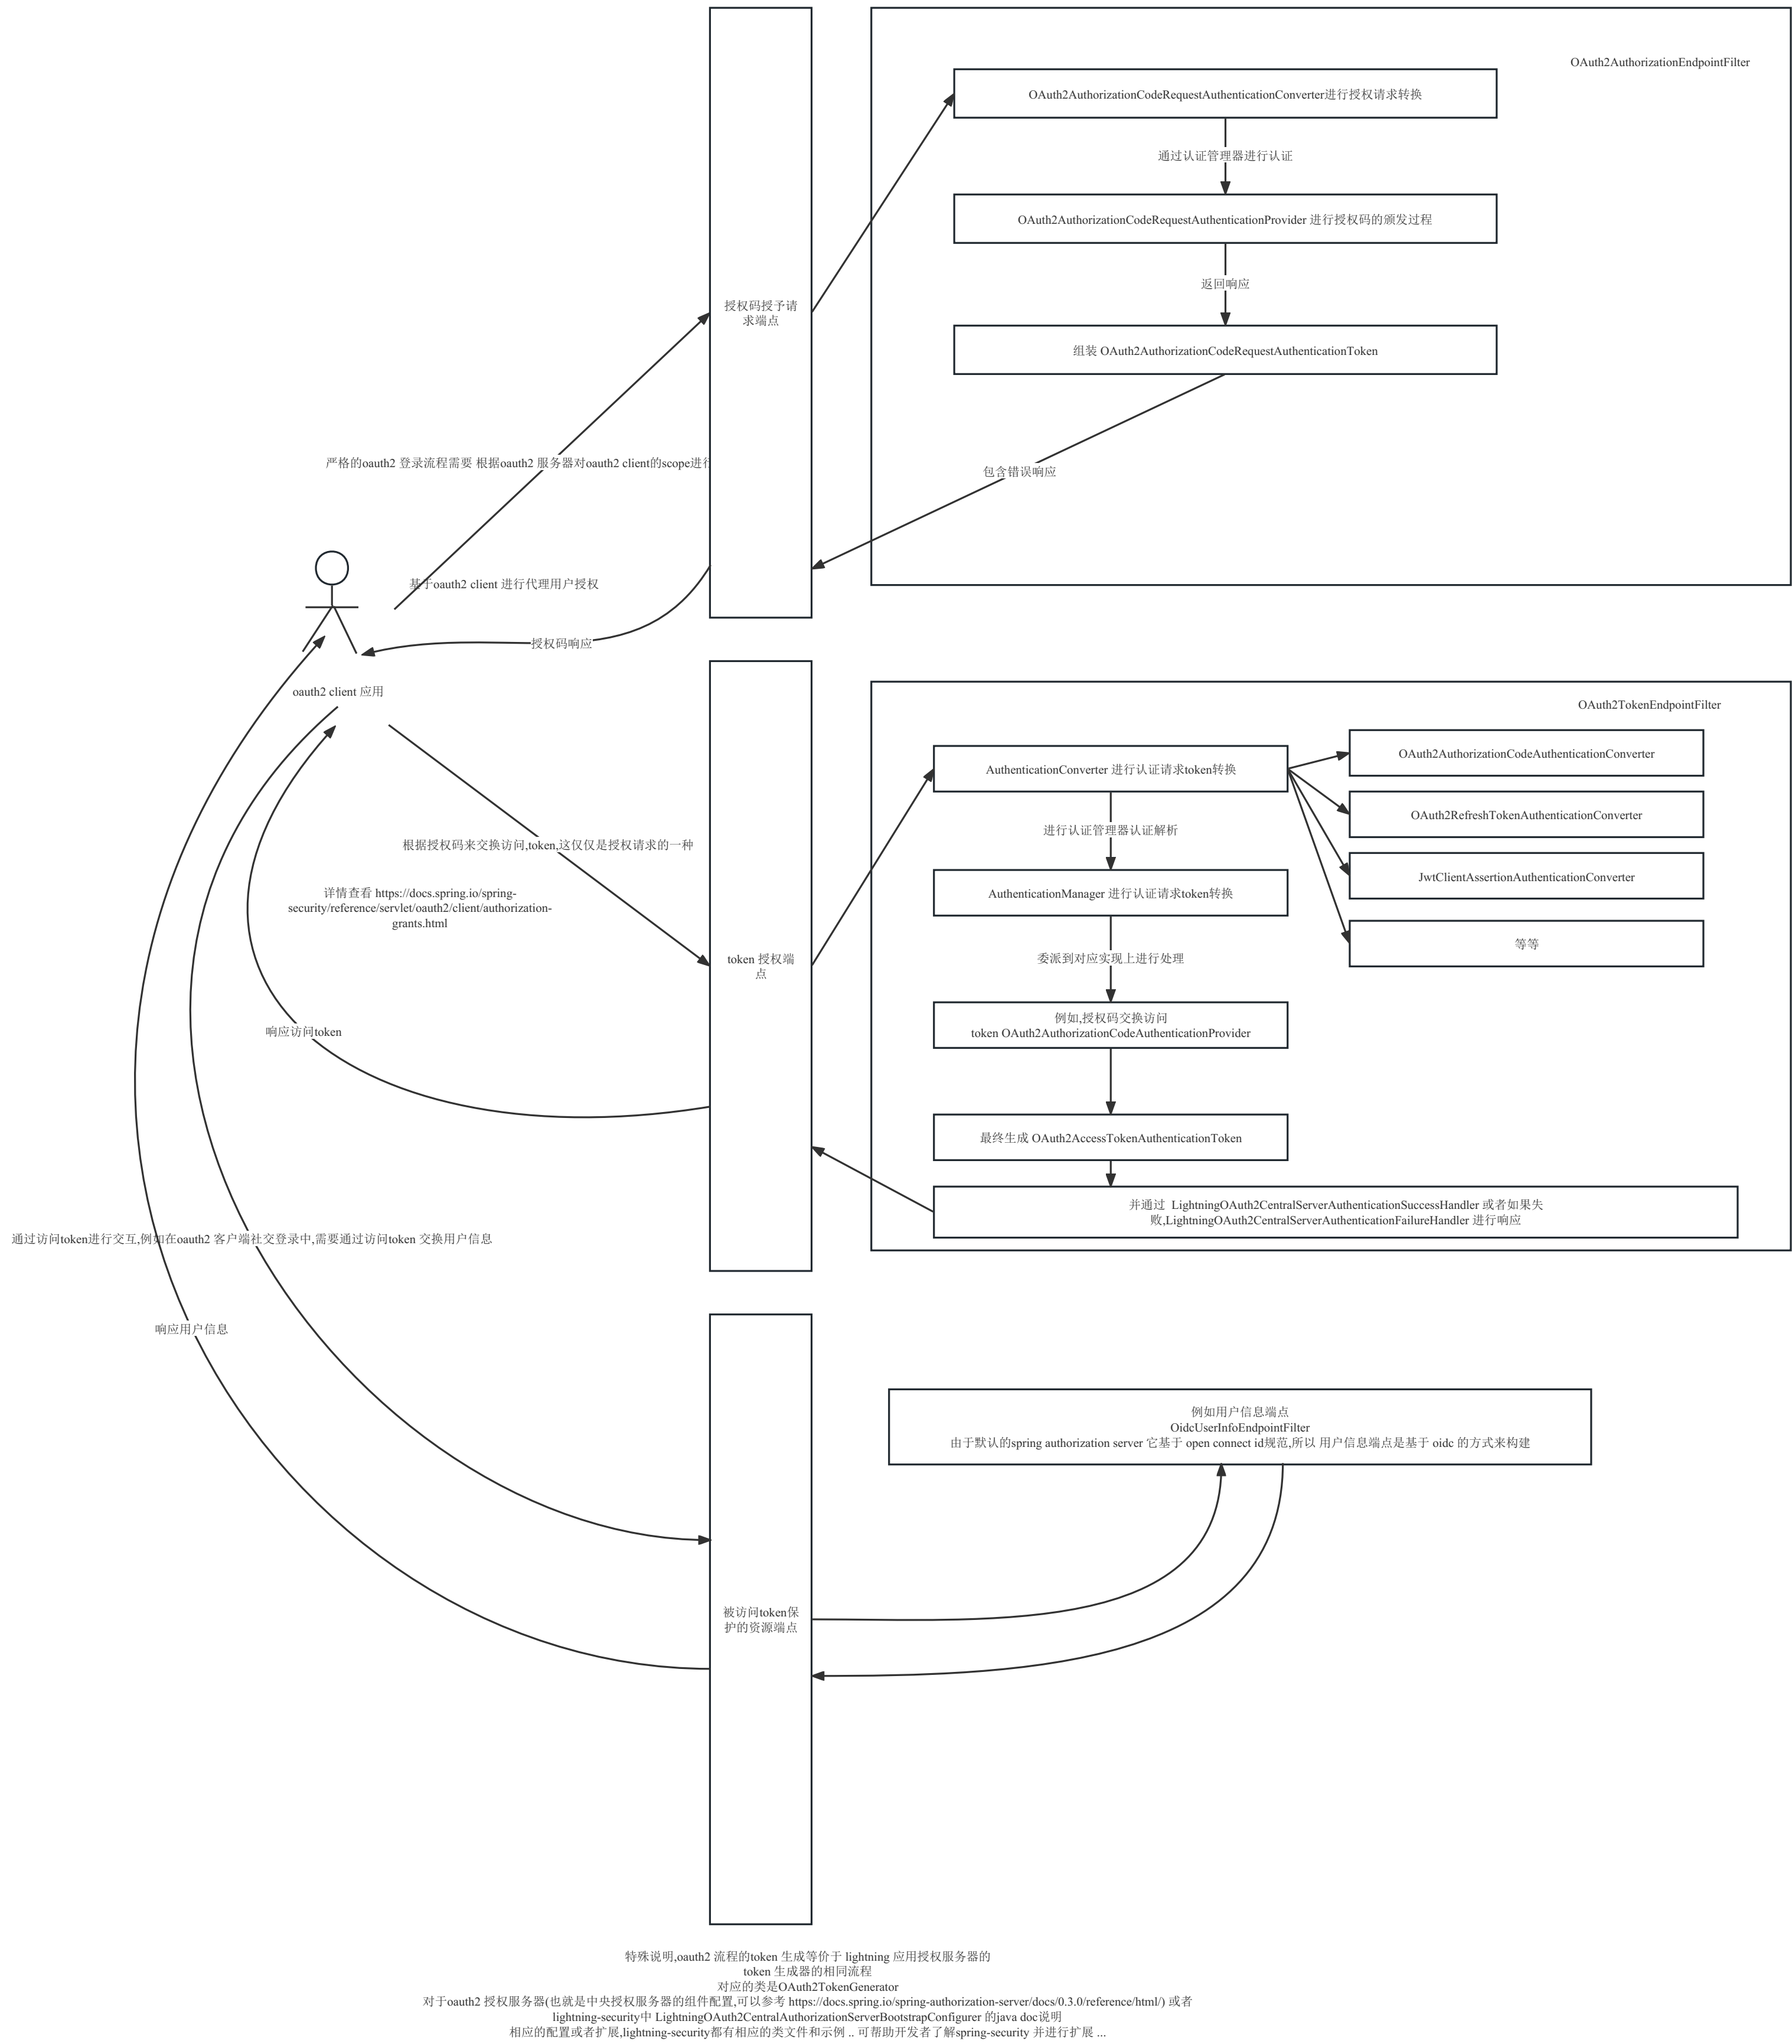 OAuth2AuthorizationEndpointFilter
OAuth2AuthorizationCodeRequestAuthenticationConverter进行授权请求转换
通过认证管理器进行认证
OAuth2AuthorizationCodeRequestAuthenticationProvider 进行授权码的颁发过程
返回响应
授权码授予请
求端点
组装 OAuth2AuthorizationCodeRequestAuthenticationToken
严格的oauth2 登录流程需要 根据oauth2 服务器对oauth2 client的scope进行
包含错误响应
基于oauth2 client 进行代理用户授权
授权码响应
oauth2 client 应用
OAuth2TokenEndpointFilter
OAuth2AuthorizationCodeAuthenticationConverter
AuthenticationConverter 进行认证请求token转换
OAuth2RefreshTokenAuthenticationConverter
进行认证管理器认证解析
根据授权码来交换访问,token,这仅仅是授权请求的一种
JwtClientAssertionAuthenticationConverter
AuthenticationManager 进行认证请求token转换
详情查看 https://docs.spring.io/spring-
security/reference/servlet/oauth2/client/authorization-
grants.html
等等
委派到对应实现上进行处理
token 授权端
点
例如,授权码交换访问
token OAuth2AuthorizationCodeAuthenticationProvider
响应访问token
最终生成 OAuth2AccessTokenAuthenticationToken
并通过 LightningOAuth2CentralServerAuthenticationSuccessHandler 或者如果失
败,LightningOAuth2CentralServerAuthenticationFailureHandler 进行响应
通过访问token进行交互,例如在oauth2 客户端社交登录中,需要通过访问token 交换用户信息
响应用户信息
例如用户信息端点
OidcUserInfoEndpointFilter
由于默认的spring authorization server 它基于 open connect id规范,所以 用户信息端点是基于 oidc 的方式来构建
被访问token保
护的资源端点
特殊说明,oauth2 流程的token 生成等价于 lightning 应用授权服务器的
token 生成器的相同流程
对应的类是OAuth2TokenGenerator
对于oauth2 授权服务器(也就是中央授权服务器的组件配置,可以参考 https://docs.spring.io/spring-authorization-server/docs/0.3.0/reference/html/) 或者
lightning-security中 LightningOAuth2CentralAuthorizationServerBootstrapConfigurer 的java doc说明
相应的配置或者扩展,lightning-security都有相应的类文件和示例 .. 可帮助开发者了解spring-security 并进行扩展 ...